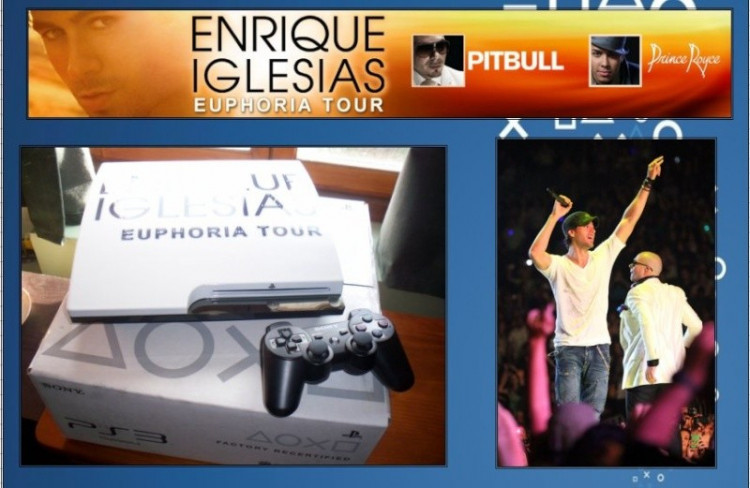 ENRIQUE
IGLESIAS
EUPHORIA TOUR
PITBULL
Prince Royce
IGLESIAS
EUPHORIA TOUR
SONY
PS3
FACTORY RECERTIFIED